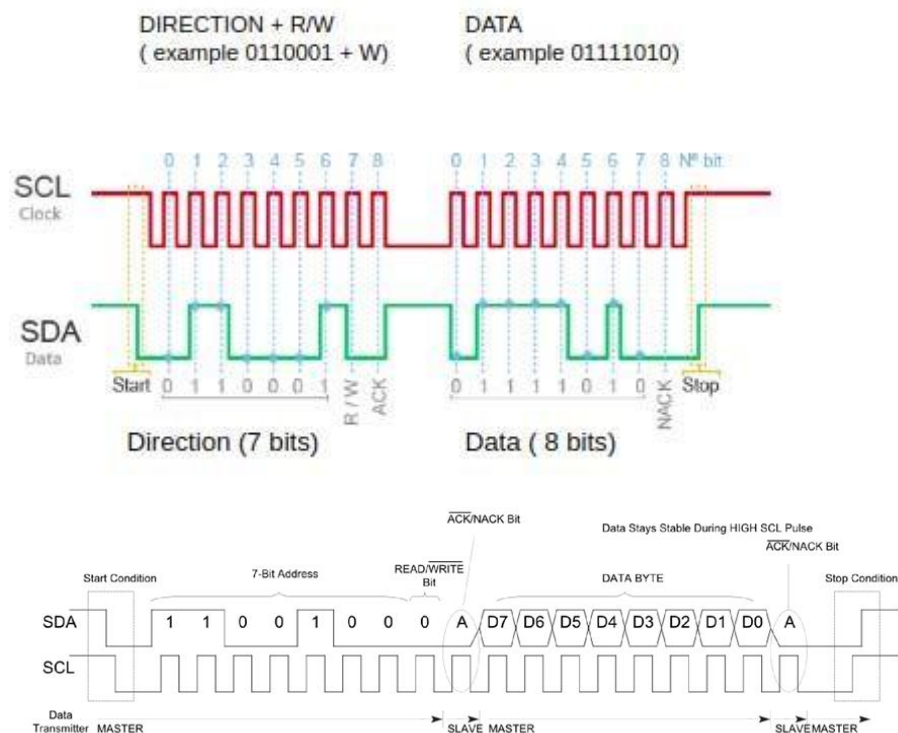 DIRECTION + R/W
( example 0110001 + W)
DATA
( example 01111010)
0 1 2 3 4 5 6 7 8
0 1 2 3 4 5 6 7 8 Nº bit
SCL
Clock
SDA
Data
Start
0 1 1 0 0 0 1
R / W
ACK
0 1 1 1 1 0 1 0
NACK
Stop
Direction (7 bits)
Data ( 8 bits)
ACK/NACK Bit
Data Stays Stable During HIGH SCL Pulse
ACK/NACK Bit
Start Condition
7-Bit Address
READ/WRITE
Bit
DATA BYTE
Stop Condition
SDA
1 1 0 0 1 0 0 0 A D7 D6 D5 D4 D3 D2 D1 D0 A
SCL
Data
Transmitter
MASTER
SLAVE
MASTER
SLAVE
MASTER